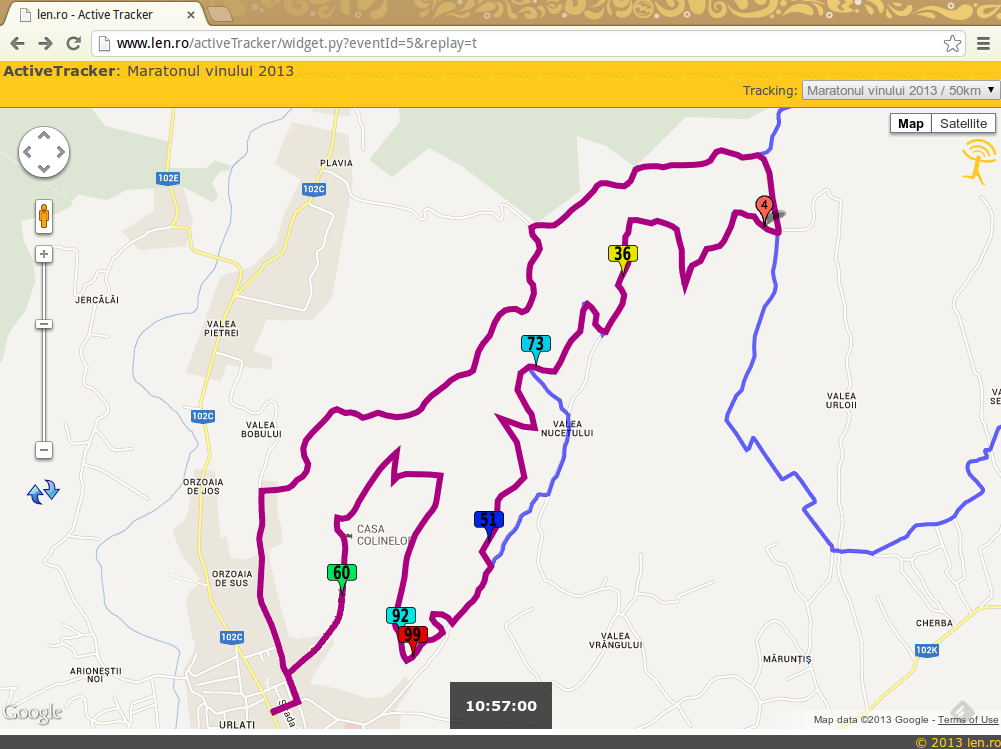 len.ro - Active Tracker
www.len.ro/activeTracker/widget.py?eventId=5&replay=t
ActiveTracker: Maratonul vinului 2013
Tracking: Maratonul vinului 2013 / 50km
Map Satellite
PLAVIA
102E
102C
4
36
JERCĂLĂI
VALEA
PIETREI
73
VALEA
URLOII
VA
SE
102C
VALEA
BOBULUI
VALEA
NUCETULUI
ORZOAIA
DE JOS
51
CASA
COLINELOR
60
ORZOAIA
DE SUS
92
99
102C
CHERBA
VALEA
VRÂNGULUI
102K
MĂRUNȚIȘ
ARIONEȘTII
NOI
Strada
10:57:00
Google
URLATI
Map data ©2013 Google - Terms of Use
© 2013 len.ro